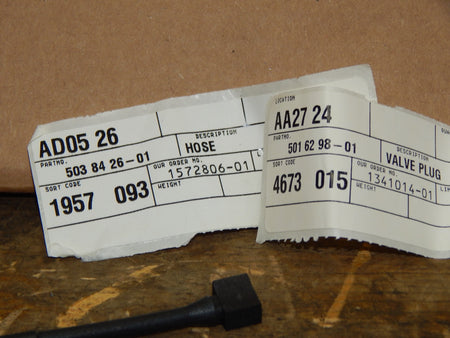 AD05 26
PARTNO.
503 84 26-01
DESCRIPTION
HOSE
SORT CODE
1957 093
OUR ORDER NO.
1572806-01
WEIGHT
LOCATION
AA27 24
PARTNO.
501 62 98-01
DESCRIPTION
VALVE PLUG
SORT CODE
4673 015
OUR ORDER NO.
1341014-01
WEIGHT